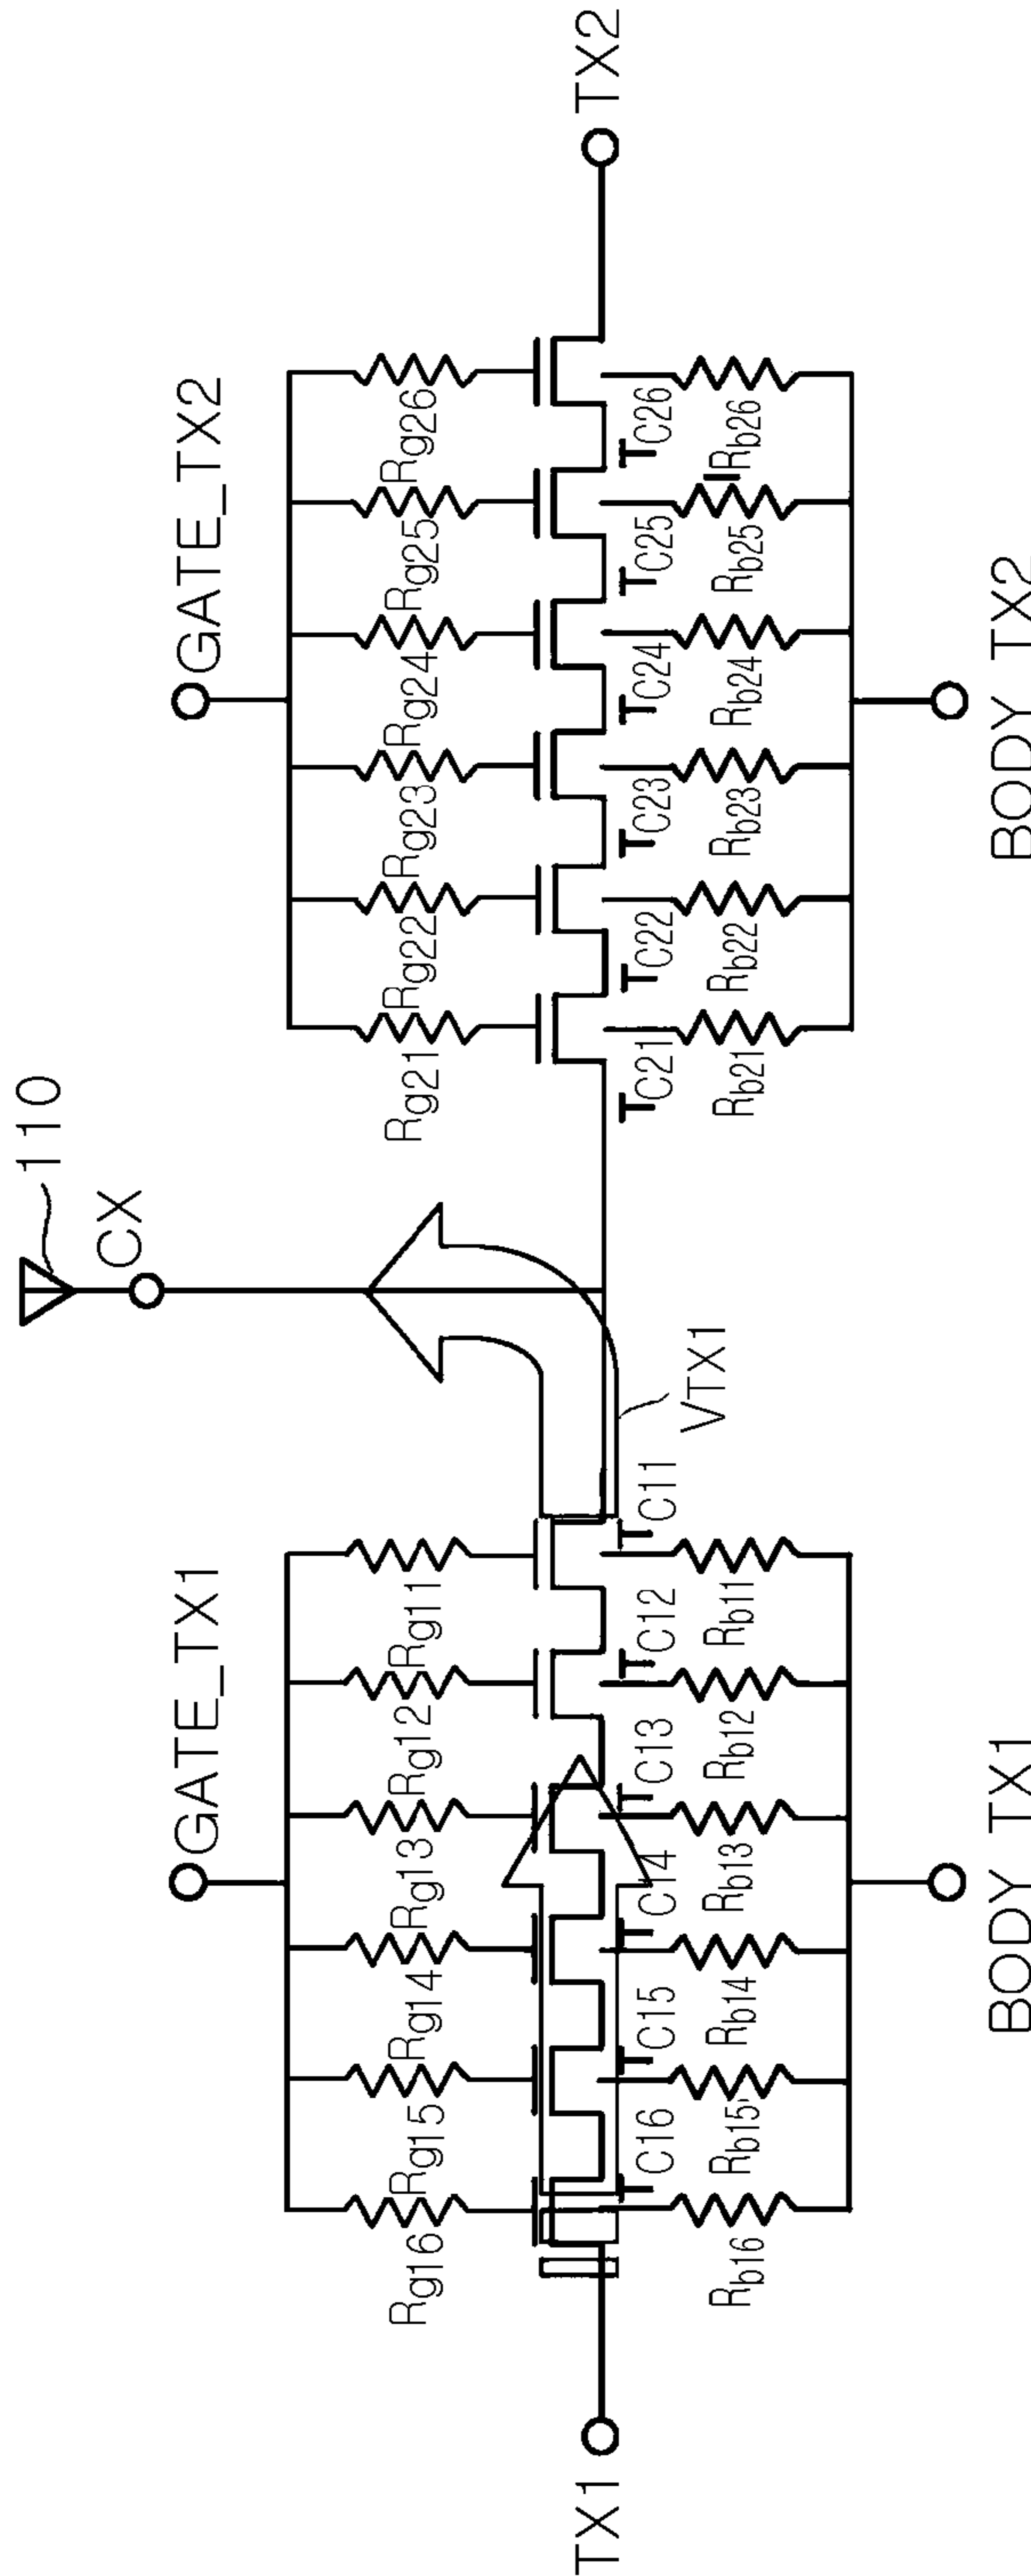 110
CX
GATE_TX1
GATE_TX2
Rg16
Rg15
Rg14
Rg13
Rg12
Rg11
Rg21
Rg22
Rg23
Rg24
Rg25
Rg26
TX1
TX2
C16
C15
C14
C13
C12
C11
VTX1
C21
C22
C23
C24
C25
C26
Rb16
Rb15
Rb14
Rb13
Rb12
Rb11
Rb21
Rb22
Rb23
Rb24
Rb25
Rb26
BODY_TX1
BODY_TX2